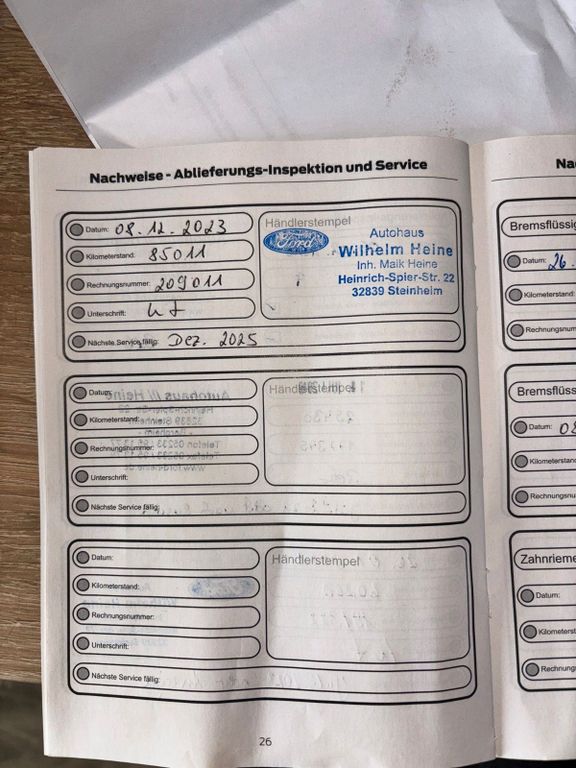 Nachweise - Ablieferungs-Inspektion und Service
Datum: 08.12.2023
Kilometerstand: 85011
Rechnungsnummer: 209011
Unterschrift:
Nächste Service fällig: Dez. 2025
Händlerstempel
Ford
Autohaus
Wilhelm Heine
Inh. Maik Heine
Heinrich-Spier-Str. 22
32839 Steinheim
Datum:
Kilometerstand:
Rechnungsnummer:
Unterschrift:
Nächste Service fällig:
Händlerstempel
Datum:
Kilometerstand:
Rechnungsnummer:
Unterschrift:
Nächste Service fällig:
Händlerstempel
26
Na
Bremsflüssig
Datum: 26.
Kilometerstand:
Rechnungsnum
Bremsflüss
Datum: 08
Kilometerstand
Rechnungsnu
Zahnrieme
Datum:
Kilometerst
Rechnungs